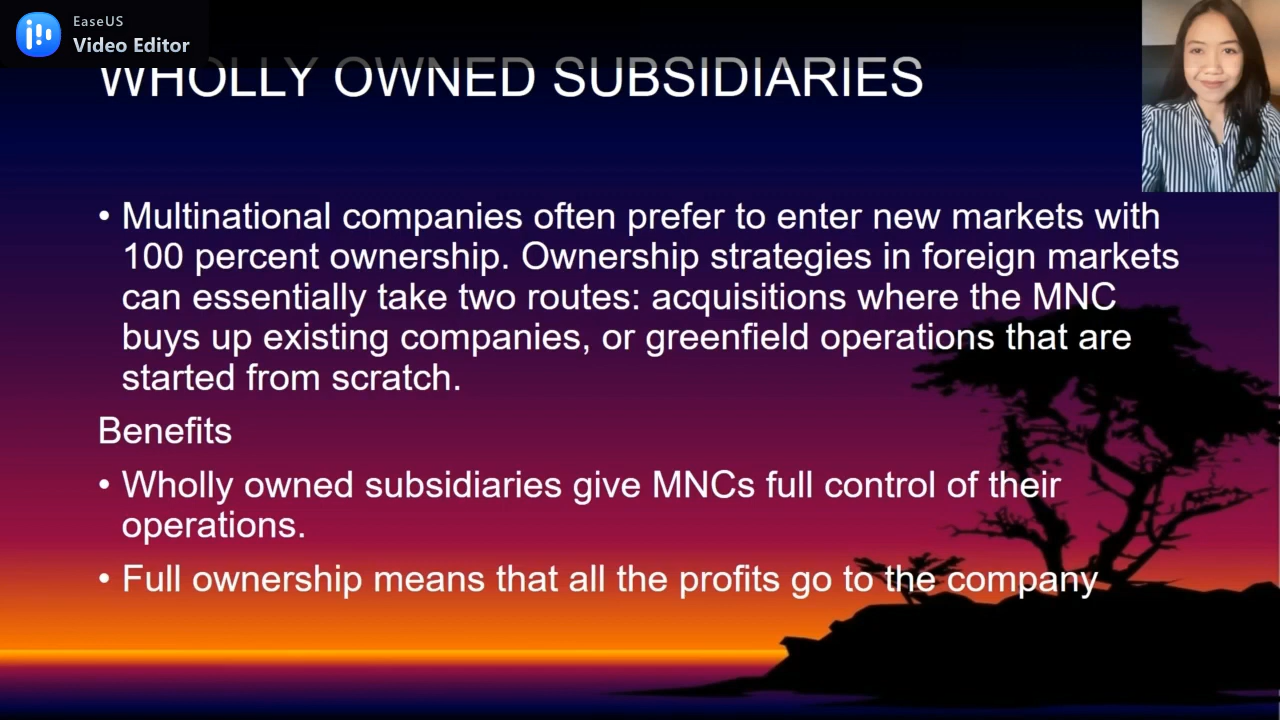 EaseUS
Video Editor
WHOLLY OWNED SUBSIDIARIES
• Multinational companies often prefer to enter new markets with
100 percent ownership. Ownership strategies in foreign markets
can essentially take two routes: acquisitions where the MNC
buys up existing companies, or greenfield operations that are
started from scratch.
Benefits
• Wholly owned subsidiaries give MNCs full control of their
operations.
• Full ownership means that all the profits go to the company